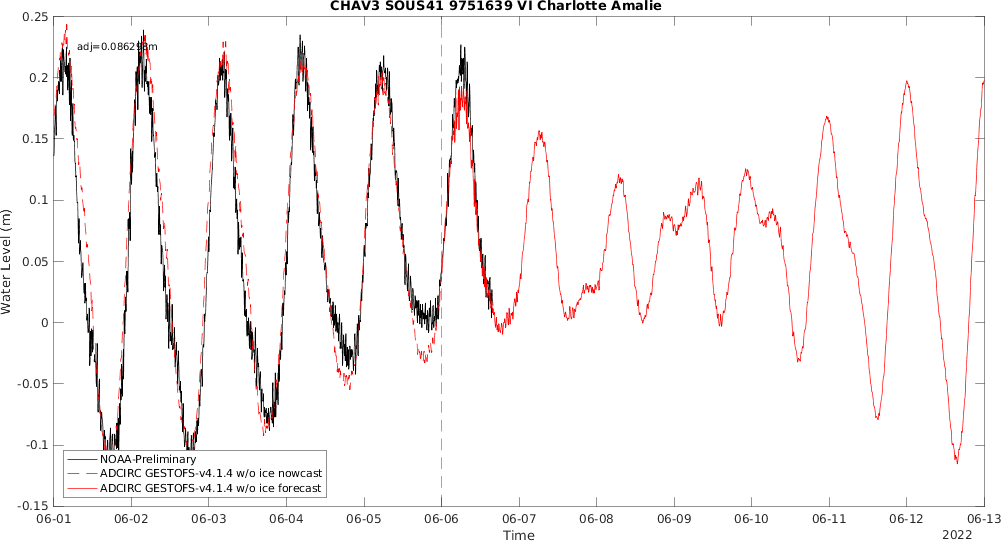 CHAV3 SOUS41 9751639 VI Charlotte Amalie
0.25
0.2
0.15
0.1
0.05
0
-0.05
-0.1
-0.15
Water Level (m)
NOAA-Preliminary
ADCIRC GESTOFS-v4.1.4 w/o ice nowcast
ADCIRC GESTOFS-v4.1.4 w/o ice forecast
06-01 06-02 06-03 06-04 06-05 06-06 06-07 06-08 06-09 06-10 06-11 06-12 06-13
Time
2022